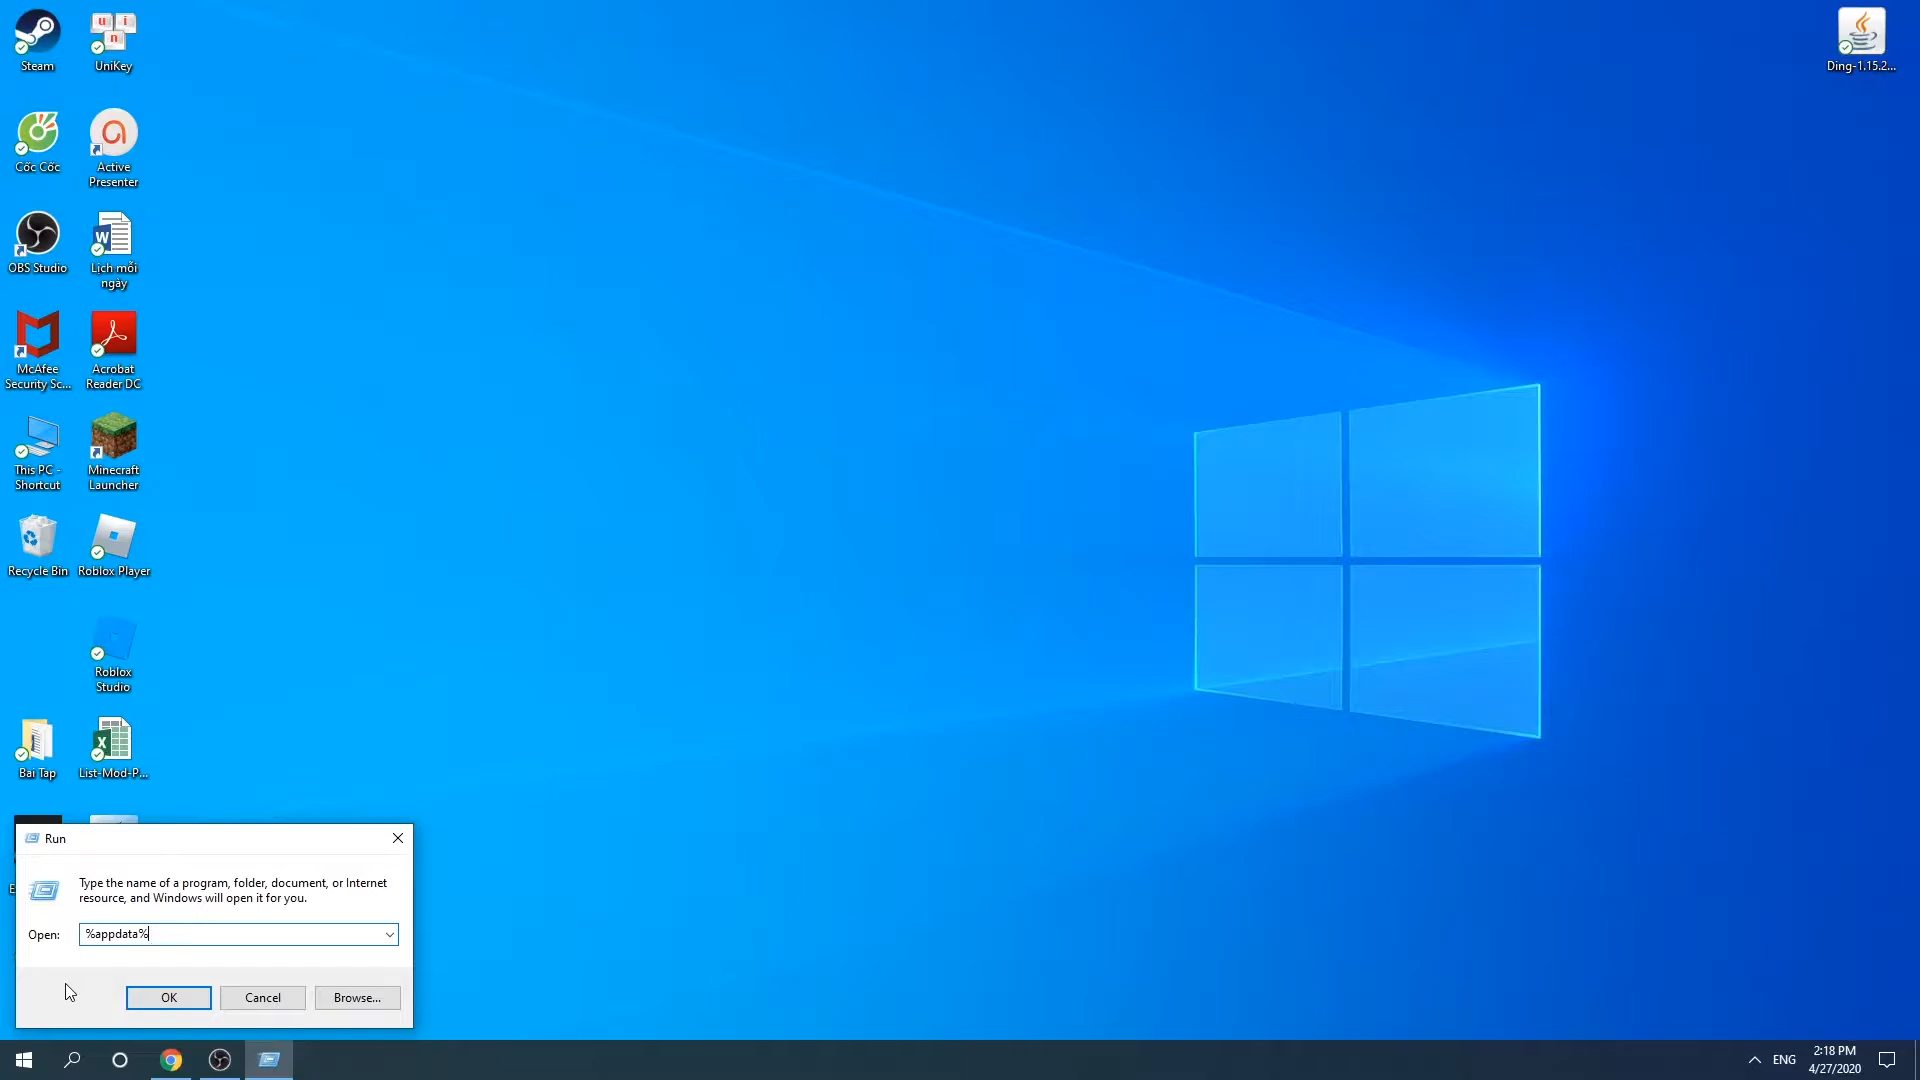 Steam
UniKey
Ding-1.15.2...
Cốc Cốc
Active
Presenter
OBS Studio
Lịch mỗi
ngày
McAfee
Security Sc...
Acrobat
Reader DC
This PC -
Shortcut
Minecraft
Launcher
Recycle Bin
Roblox Player
Roblox
Studio
Bai Tap
List-Mod-P...
Run
Type the name of a program, folder, document, or Internet
resource, and Windows will open it for you.
Open:
%appdata%
OK
Cancel
Browse...
ENG
2:18 PM
4/27/2020